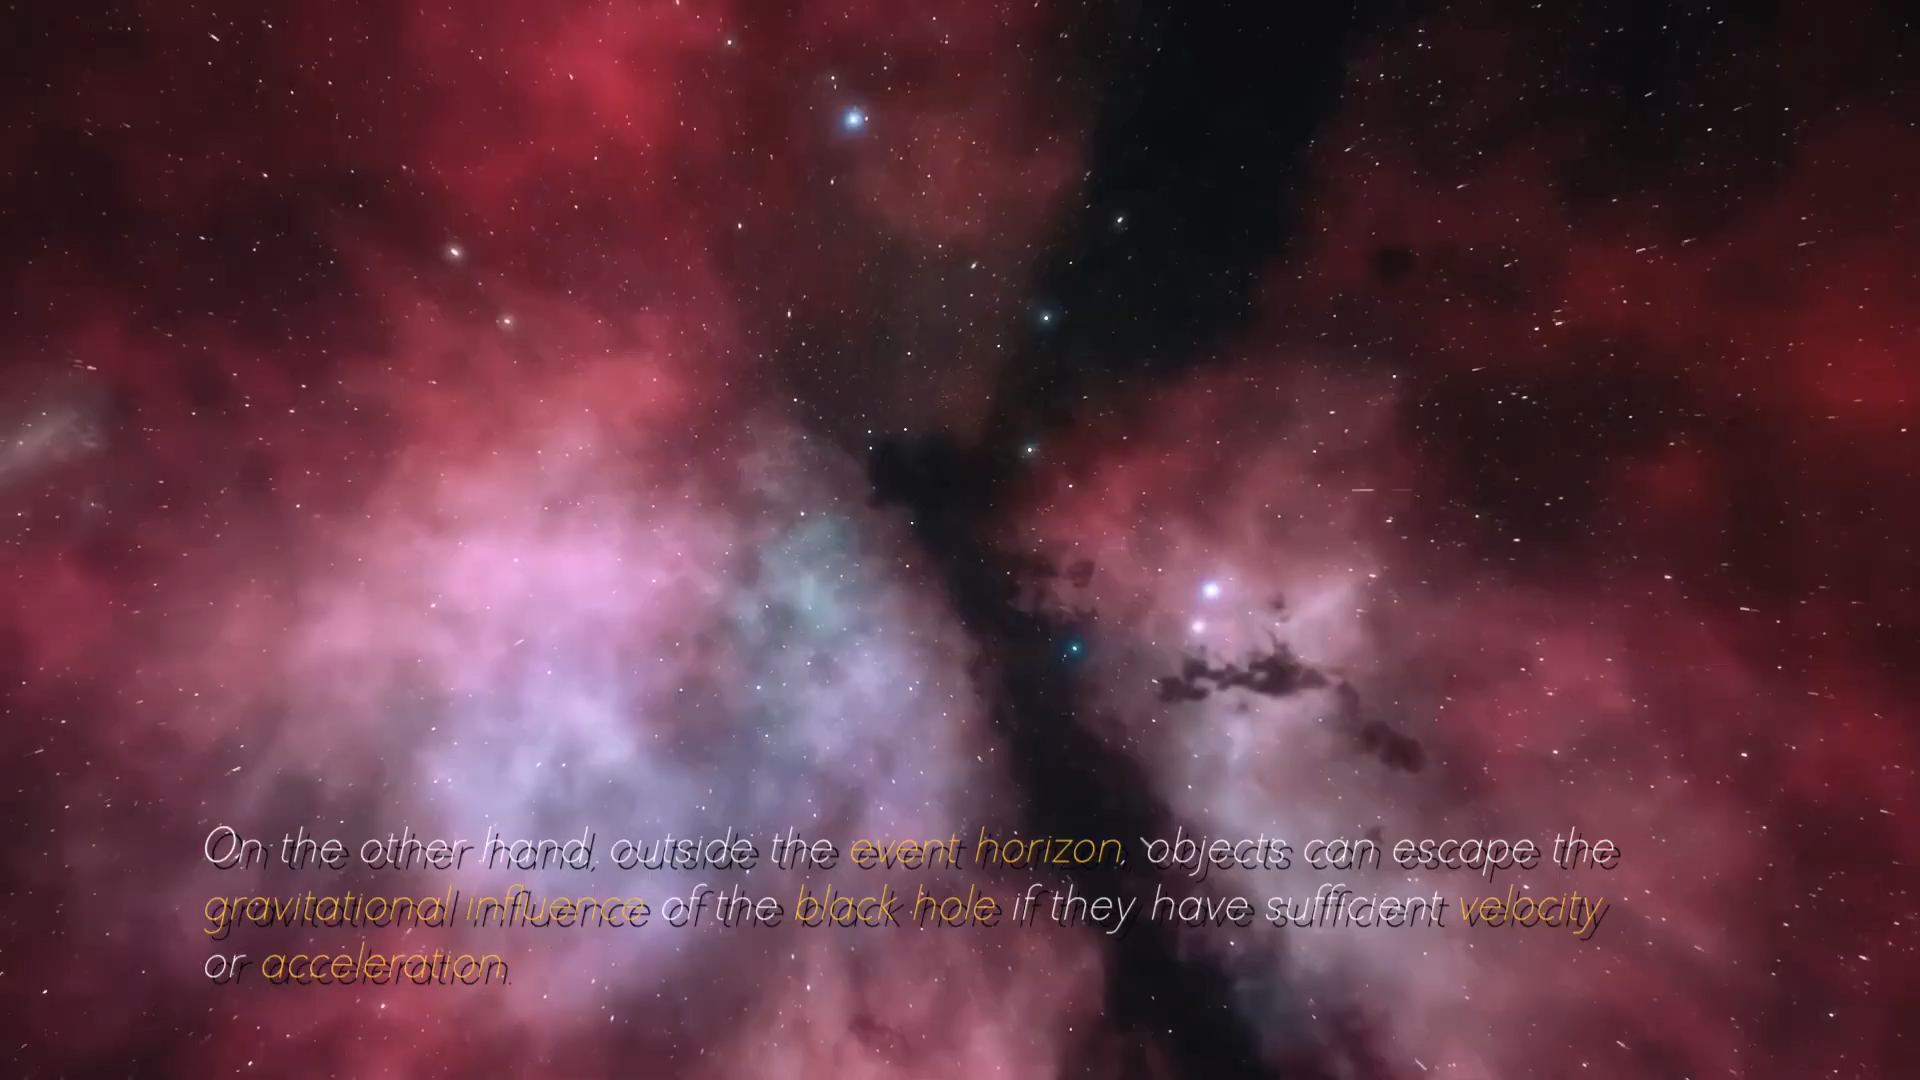 On the other hand, outside the event horizon, objects can escape the
gravitational influence of the black hole if they have sufficient velocity
or acceleration.